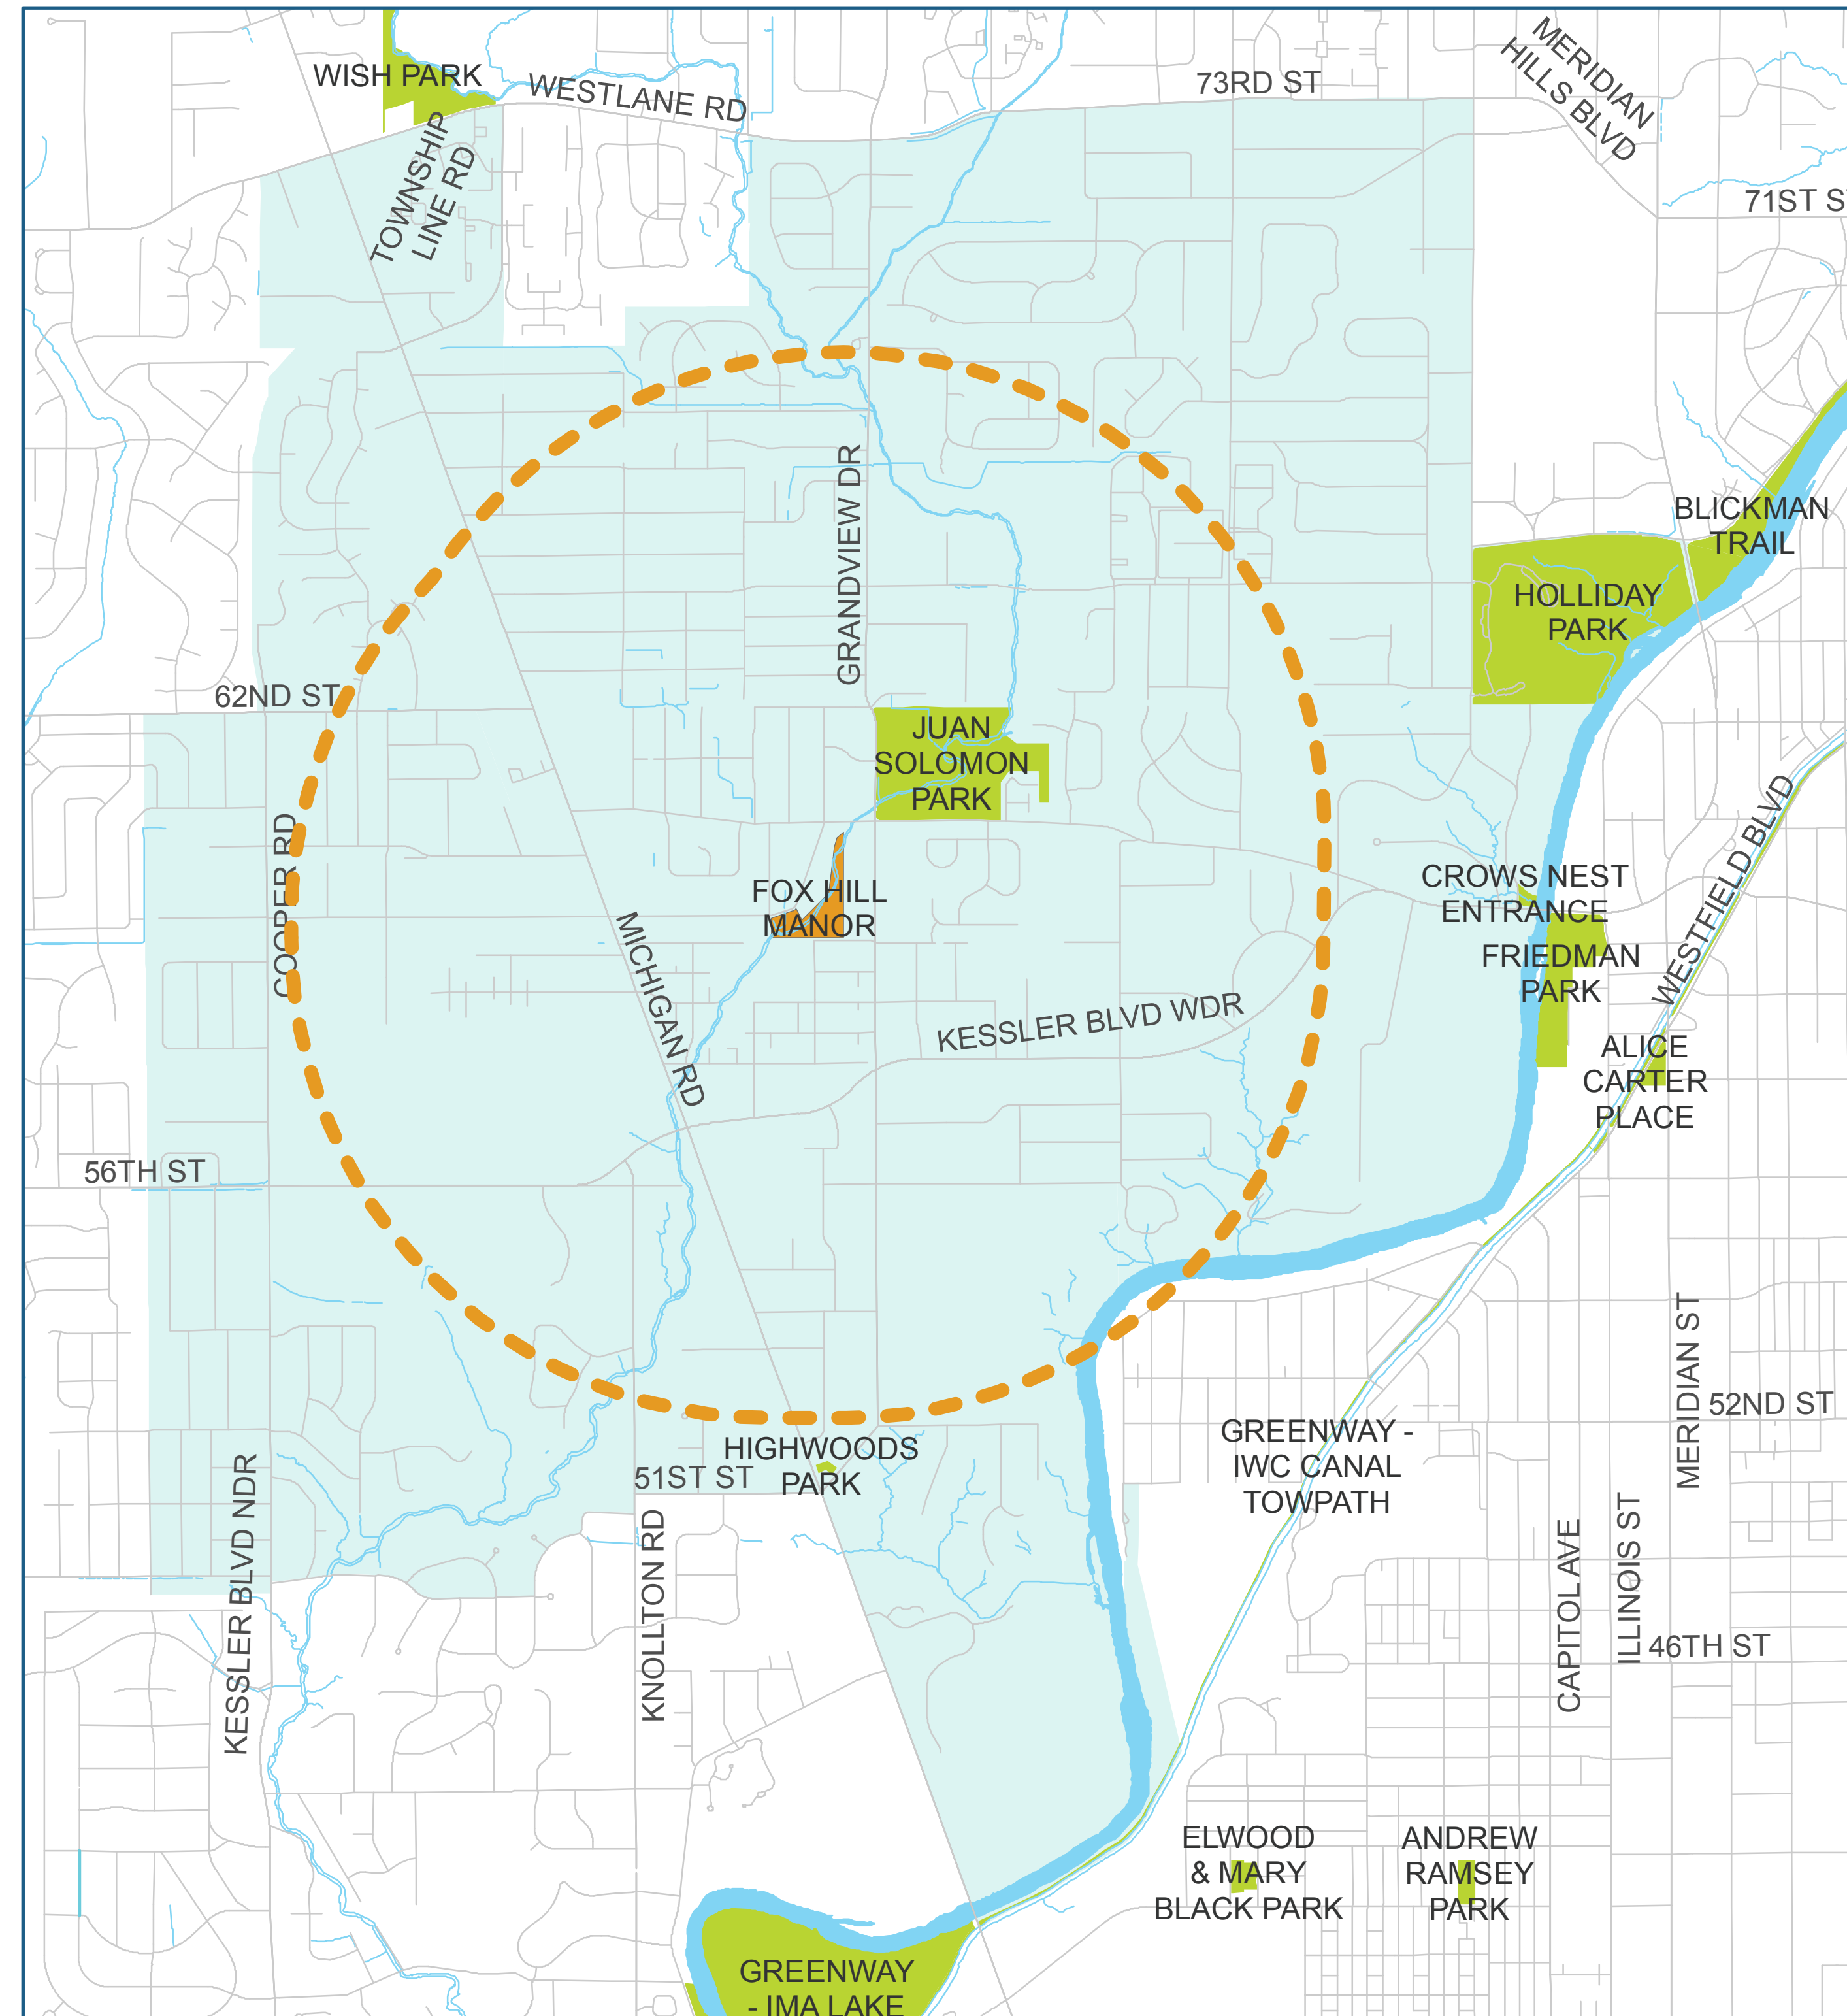 WISH PARK
WESTLANE RD
73RD ST
MERIDIAN
HILLS BLVD
TOWNSHIP
LINE RD
71ST S
GRANDVIEW DR
BLICKMAN
TRAIL
HOLLIDAY
PARK
62ND ST
JUAN
SOLOMON
PARK
COOPER RD
FOX HILL
MANOR
MICHIGAN RD
CROWS NEST
ENTRANCE
FRIEDMAN
PARK
WESTFIELD BLVD
KESSLER BLVD WDR
ALICE
CARTER
PLACE
56TH ST
MERIDIAN ST
52ND ST
GREENWAY -
IWC CANAL
TOWPATH
HIGHWOODS
PARK
51ST ST
KESSLER BLVD NDR
KNOLLTON RD
CAPITOL AVE
ILLINOIS ST
46TH ST
ELWOOD
& MARY
BLACK PARK
ANDREW
RAMSEY
PARK
GREENWAY
- IMA LAKE